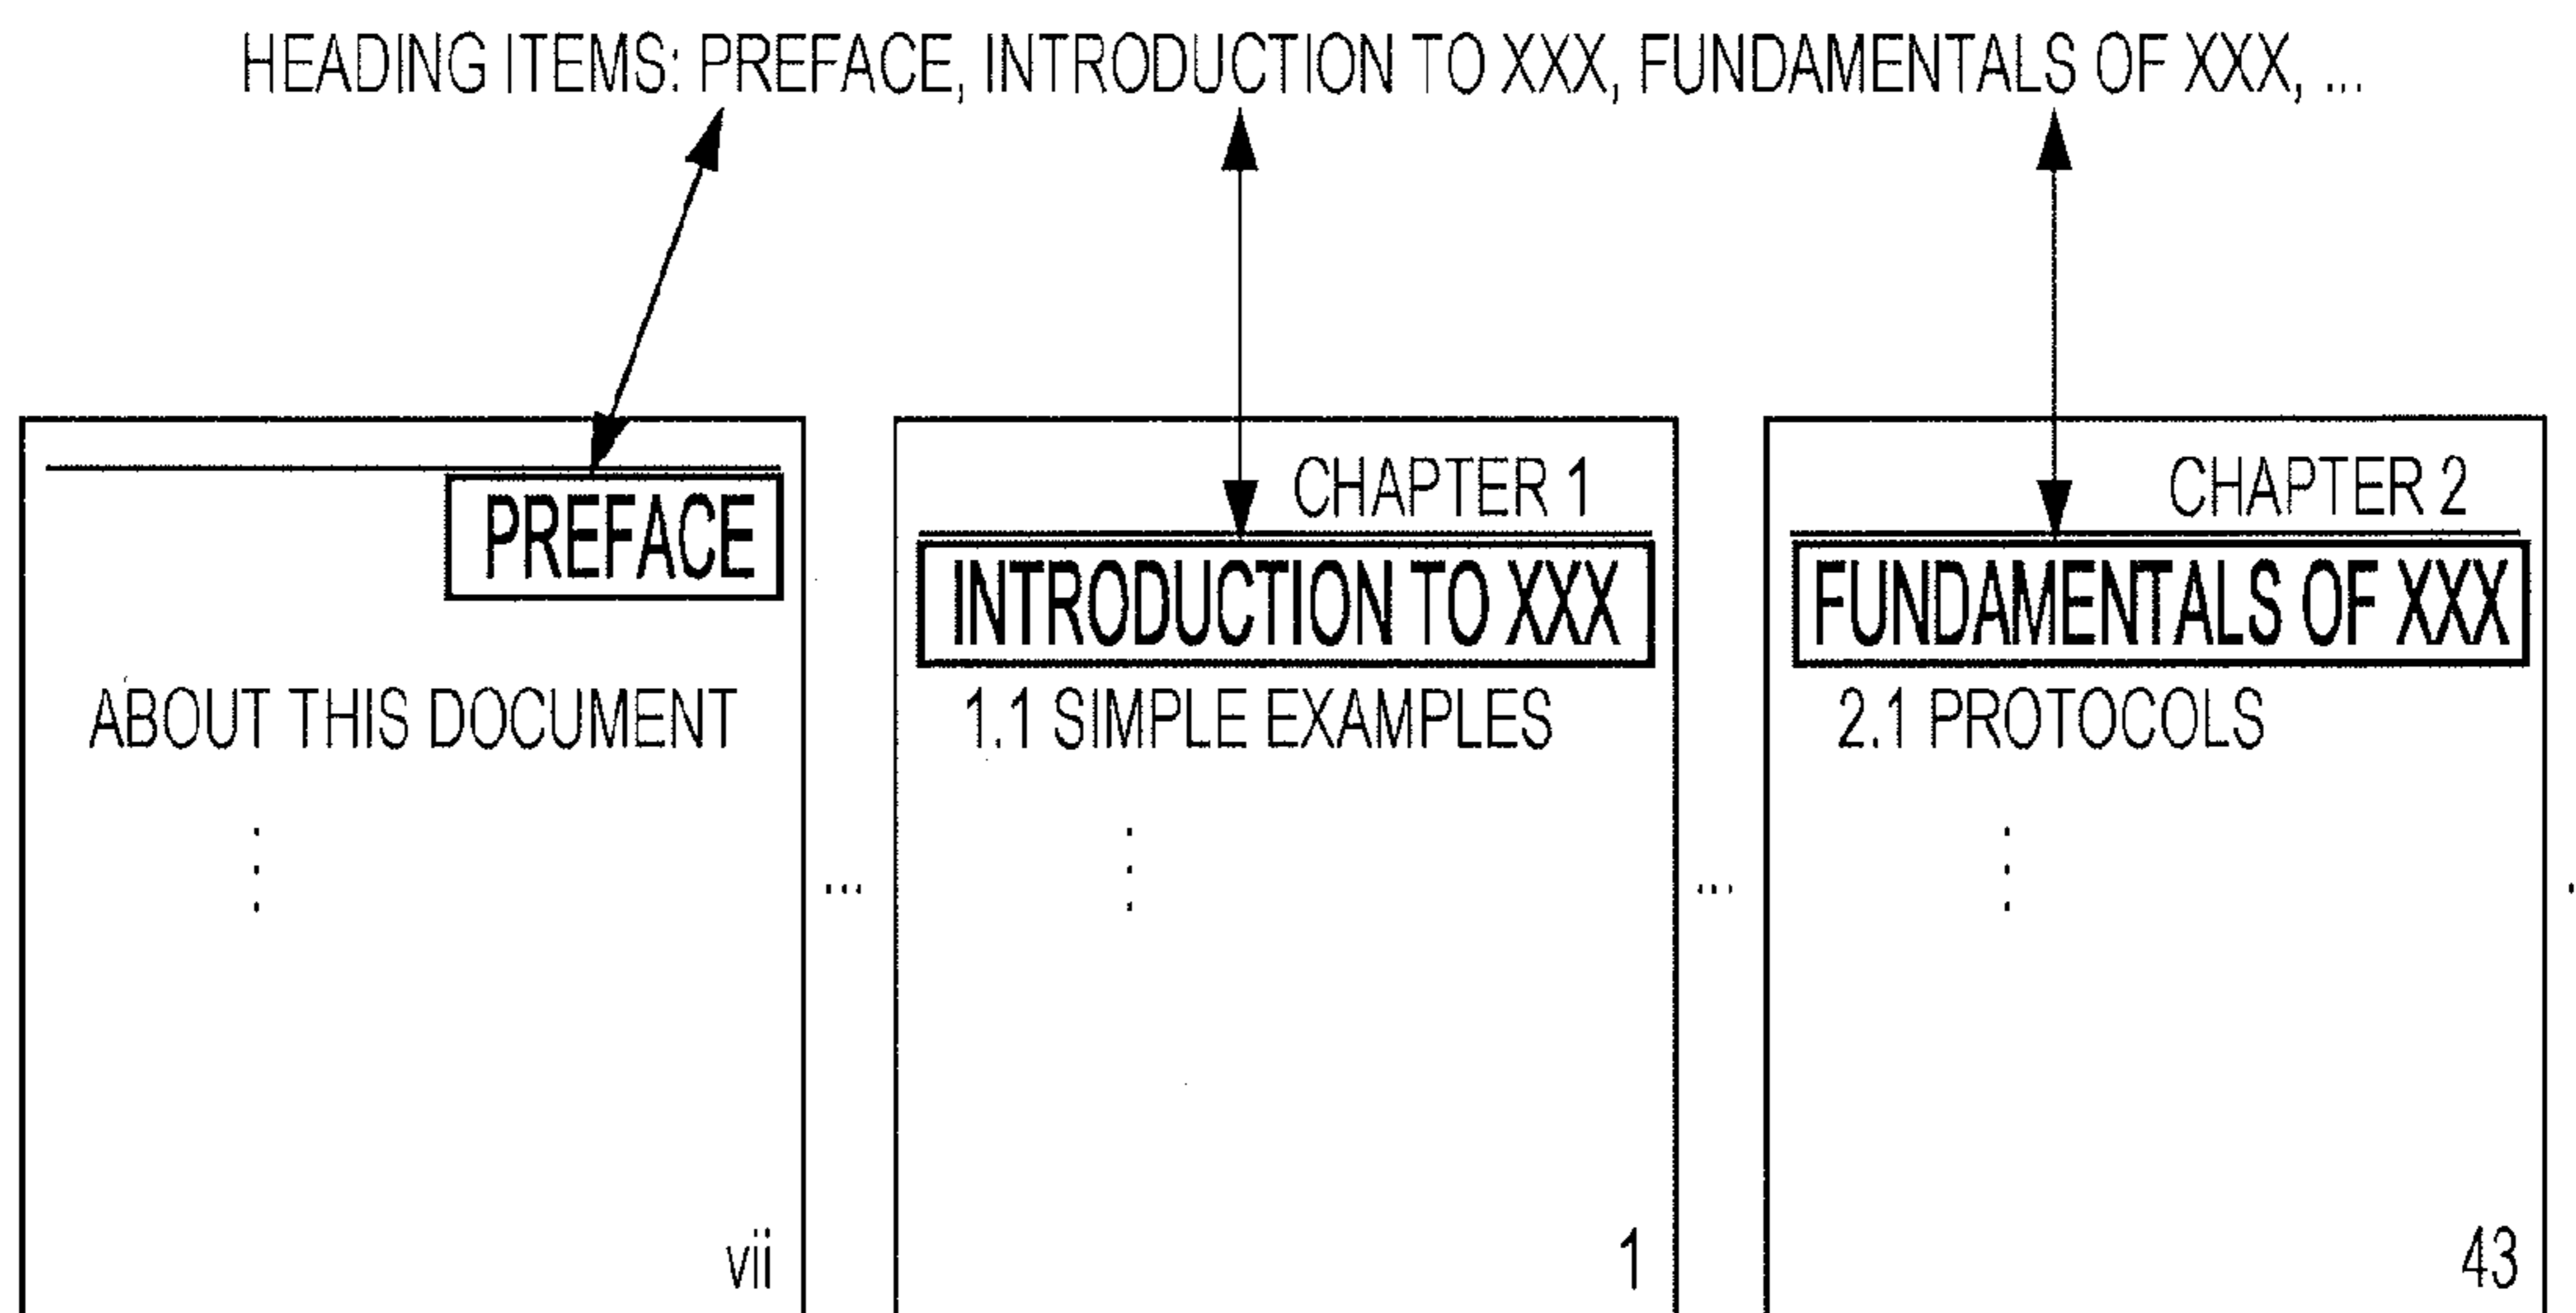 HEADING ITEMS: PREFACE, INTRODUCTION TO XXX, FUNDAMENTALS OF XXX, ...
PREFACE
ABOUT THIS DOCUMENT
vii
...
CHAPTER 1
INTRODUCTION TO XXX
1.1 SIMPLE EXAMPLES
1
...
CHAPTER 2
FUNDAMENTALS OF XXX
2.1 PROTOCOLS
43